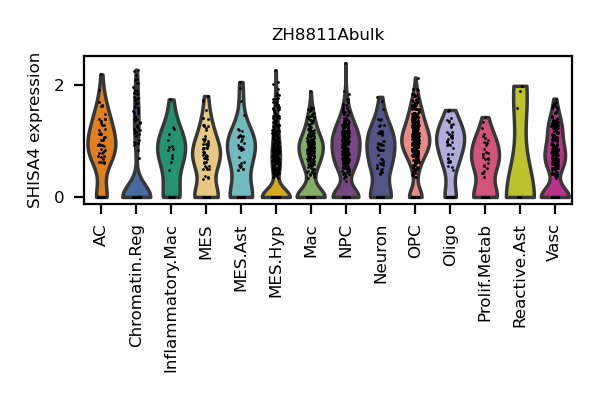 ZH8811Abulk
SHISA4 expression
2
0
AC
Chromatin.Reg
Inflammatory.Mac
MES
MES.Ast
MES.Hyp
Mac
NPC
Neuron
OPC
Oligo
Prolif.Metab
Reactive.Ast
Vasc